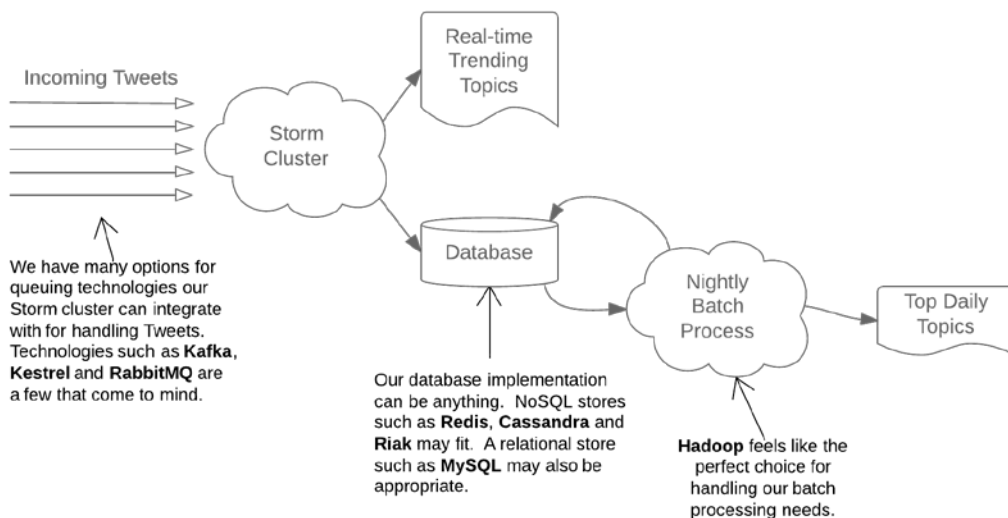 Incoming Tweets
Real-time
Trending
Topics
Storm
Cluster
We have many options for
queuing technologies our
Storm cluster can integrate
with for handling Tweets.
Technologies such as Kafka,
Kestrel and RabbitMQ are
a few that come to mind.
Database
Nightly
Batch
Process
Top Daily
Topics
Our database implementation
can be anything.  NoSQL stores
such as Redis, Cassandra and
Riak may fit.  A relational store
such as MySQL may also be
appropriate.
Hadoop feels like the
perfect choice for
handling our batch
processing needs.